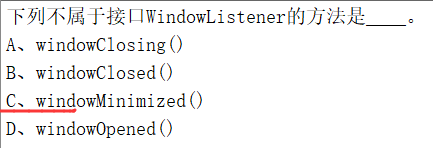 下列不属于接口WindowListener的方法是____。
A、windowClosing()
B、windowClosed()
C、windowMinimized()
D、windowOpened()